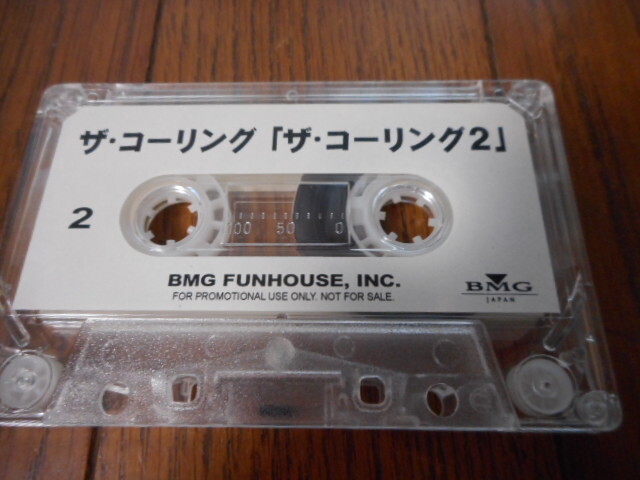 ザ・コーリング「ザ・コーリング2」
2
00 50 0
BMG FUNHOUSE, INC.
FOR PROMOTIONAL USE ONLY. NOT FOR SALE.
BMG
JAPAN